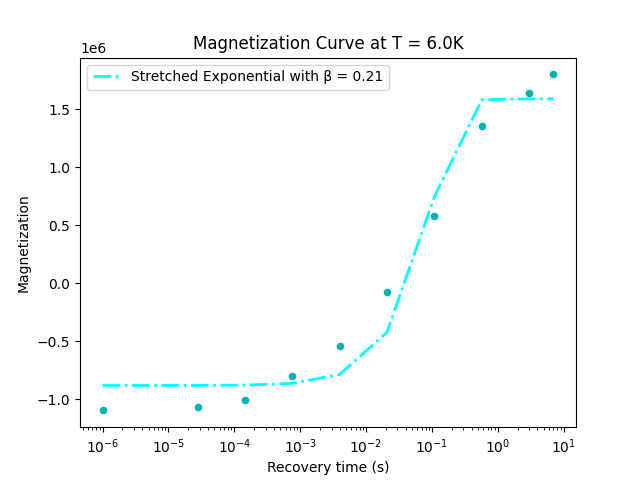 Magnetization Curve at T = 6.0K
1e6
Stretched Exponential with β = 0.21
1.5
1.0
0.5
0.0
−0.5
−1.0
Magnetization
10⁻⁶ 10⁻⁵ 10⁻⁴ 10⁻³ 10⁻² 10⁻¹ 10⁰ 10¹
Recovery time (s)